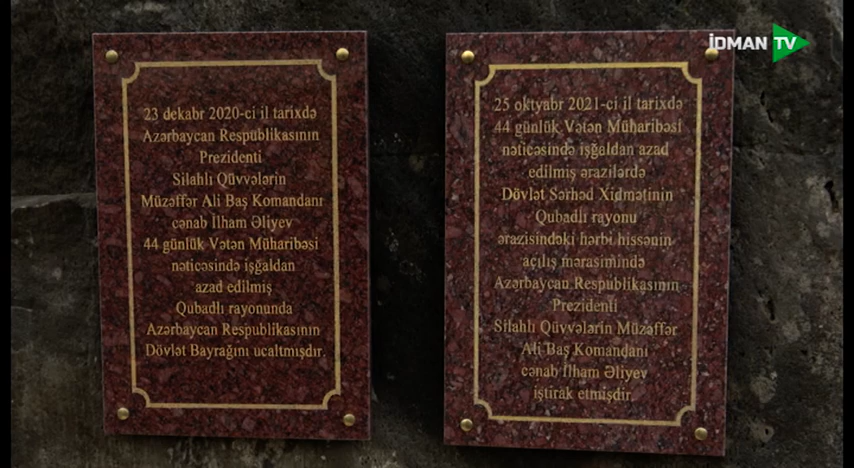 İDMAN TV
23 dekabr 2020-ci il tarixdə
Azərbaycan Respublikasının
Prezidenti
Silahlı Qüvvələrin
Müzəffər Ali Baş Komandanı
cənab İlham Əliyev
44 günlük Vətən Müharibəsi
nəticəsində işğaldan
azad edilmiş
Qubadlı rayonunda
Azərbaycan Respublikasının
Dövlət Bayrağını ucaltmışdır.
25 oktyabr 2021-ci il tarixdə
44 günlük Vətən Müharibəsi
nəticəsində işğaldan azad
edilmiş ərazilərdə
Dövlət Sərhəd Xidmətinin
Qubadlı rayonu
ərazisindəki hərbi hissənin
açılış mərasimində
Azərbaycan Respublikasının
Prezidenti
Silahlı Qüvvələrin Müzəffər
Ali Baş Komandanı
cənab İlham Əliyev
iştirak etmişdir.